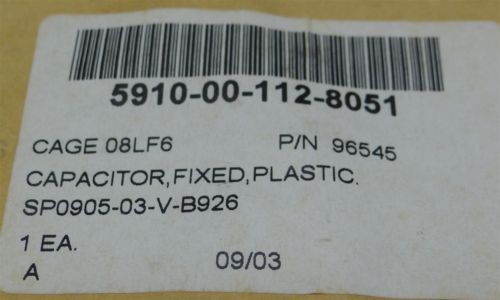 5910-00-112-8051
CAGE 08LF6 P/N 96545
CAPACITOR,FIXED,PLASTIC.
SP0905-03-V-B926
1 EA.
A 09/03